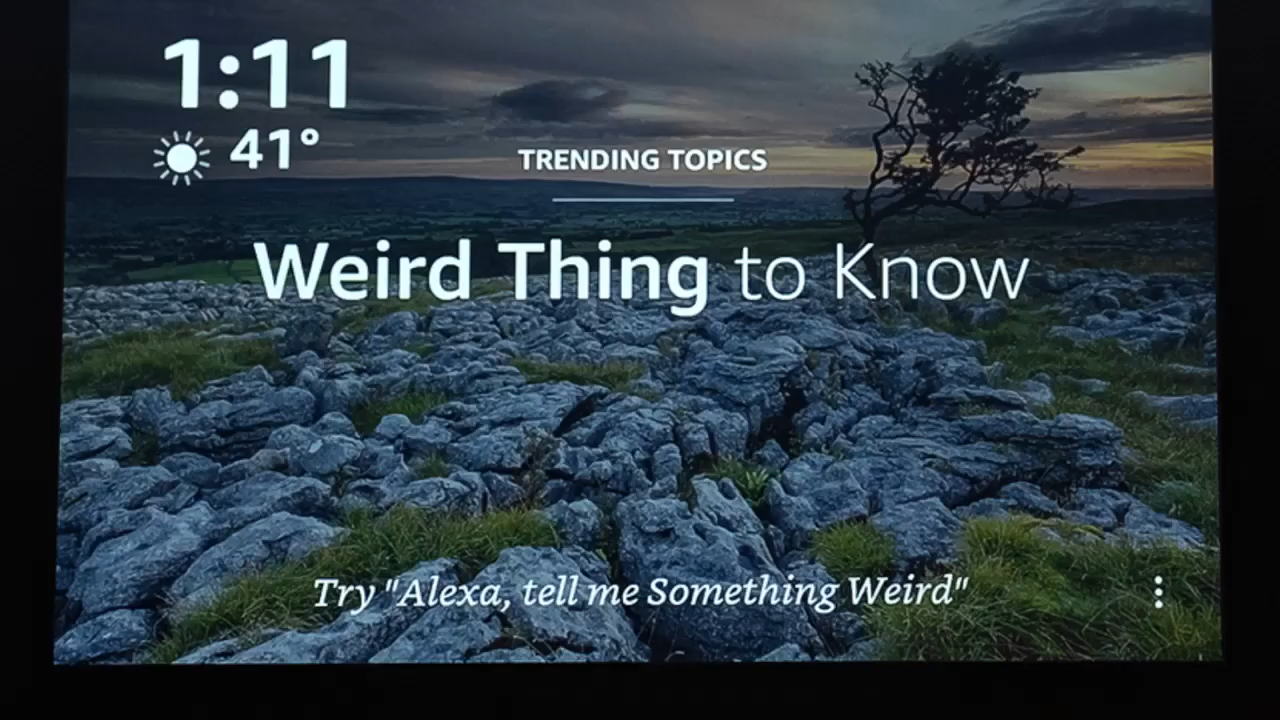 1:11
41°
TRENDING TOPICS
Weird Thing to Know
Try "Alexa, tell me Something Weird"